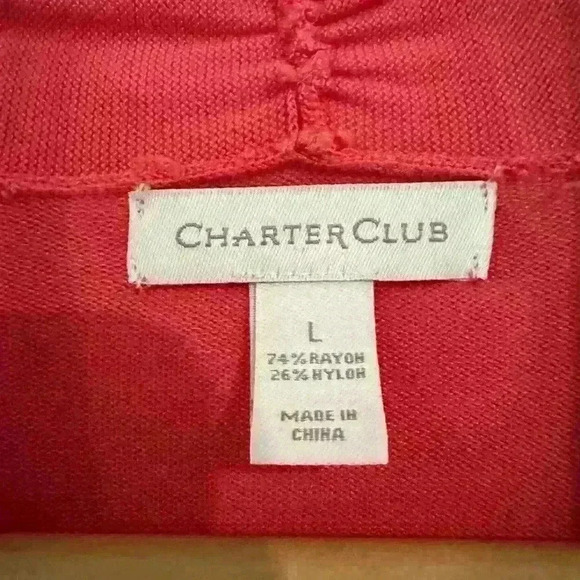 CHARTER CLUB
L
74% RAYON
26% NYLON
MADE IN
CHINA